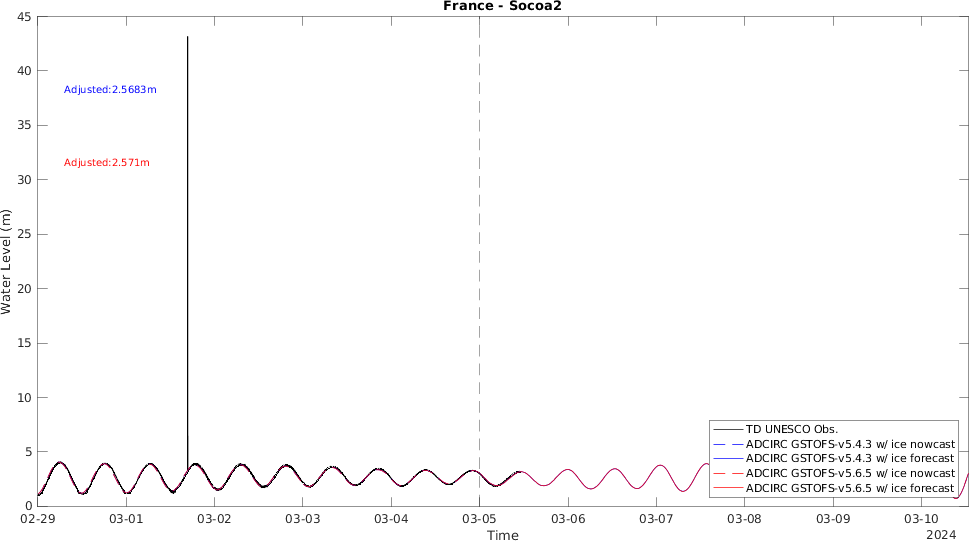 France - Socoa2
45
40
35
30
25
20
15
10
5
0
Water Level (m)
Adjusted:2.5683m
Adjusted:2.571m
TD UNESCO Obs.
ADCIRC GSTOFS-v5.4.3 w/ ice nowcast
ADCIRC GSTOFS-v5.4.3 w/ ice forecast
ADCIRC GSTOFS-v5.6.5 w/ ice nowcast
ADCIRC GSTOFS-v5.6.5 w/ ice forecast
02-29 03-01 03-02 03-03 03-04 03-05 03-06 03-07 03-08 03-09 03-10
Time
2024